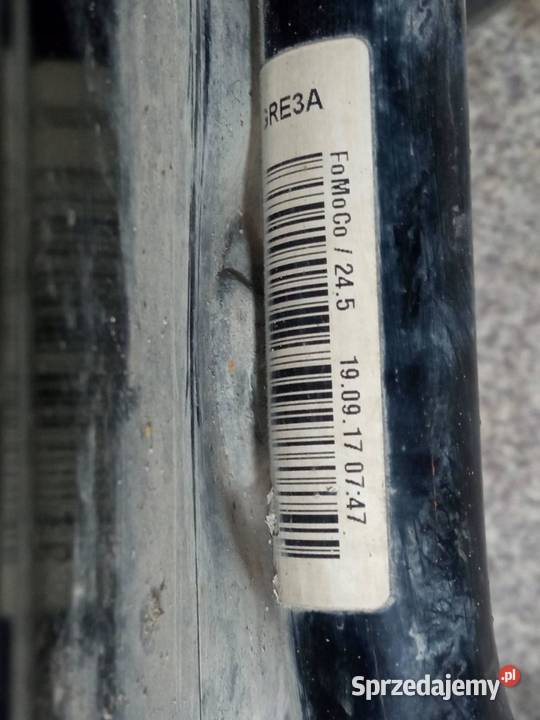 GRE3A
FoMoCo / 24.5 19.09.17 07:47
Sprzedajemy.pl